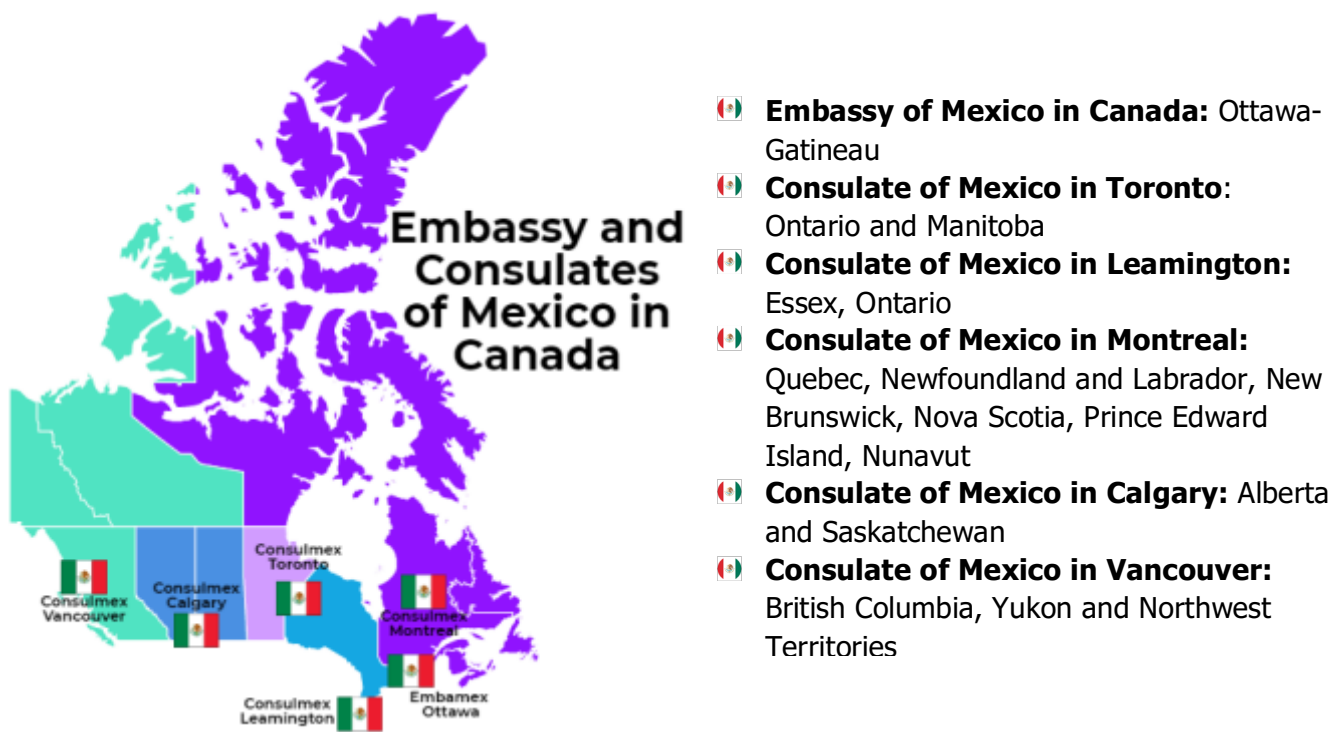 Embassy and
Consulates
of Mexico in
Canada
Consulmex
Vancouver
Consulmex
Calgary
Consulmex
Toronto
Consulmex
Montreal
Embamex
Ottawa
Consulmex
Leamington
Embassy of Mexico in Canada: Ottawa-
Gatineau
Consulate of Mexico in Toronto:
Ontario and Manitoba
Consulate of Mexico in Leamington:
Essex, Ontario
Consulate of Mexico in Montreal:
Quebec, Newfoundland and Labrador, New
Brunswick, Nova Scotia, Prince Edward
Island, Nunavut
Consulate of Mexico in Calgary: Alberta
and Saskatchewan
Consulate of Mexico in Vancouver:
British Columbia, Yukon and Northwest
Territories